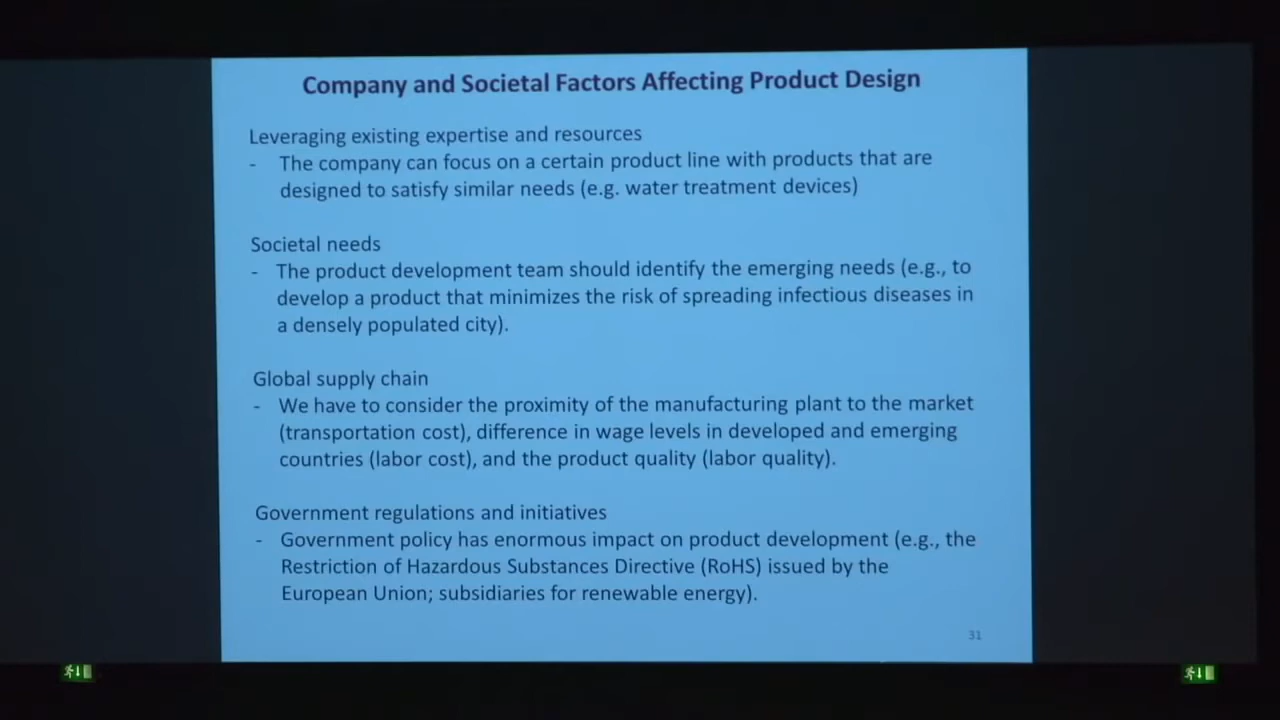 Company and Societal Factors Affecting Product Design
Leveraging existing expertise and resources
- The company can focus on a certain product line with products that are
designed to satisfy similar needs (e.g. water treatment devices)
Societal needs
- The product development team should identify the emerging needs (e.g., to
develop a product that minimizes the risk of spreading infectious diseases in
a densely populated city).
Global supply chain
- We have to consider the proximity of the manufacturing plant to the market
(transportation cost), difference in wage levels in developed and emerging
countries (labor cost), and the product quality (labor quality).
Government regulations and initiatives
- Government policy has enormous impact on product development (e.g., the
Restriction of Hazardous Substances Directive (RoHS) issued by the
European Union; subsidiaries for renewable energy).
31